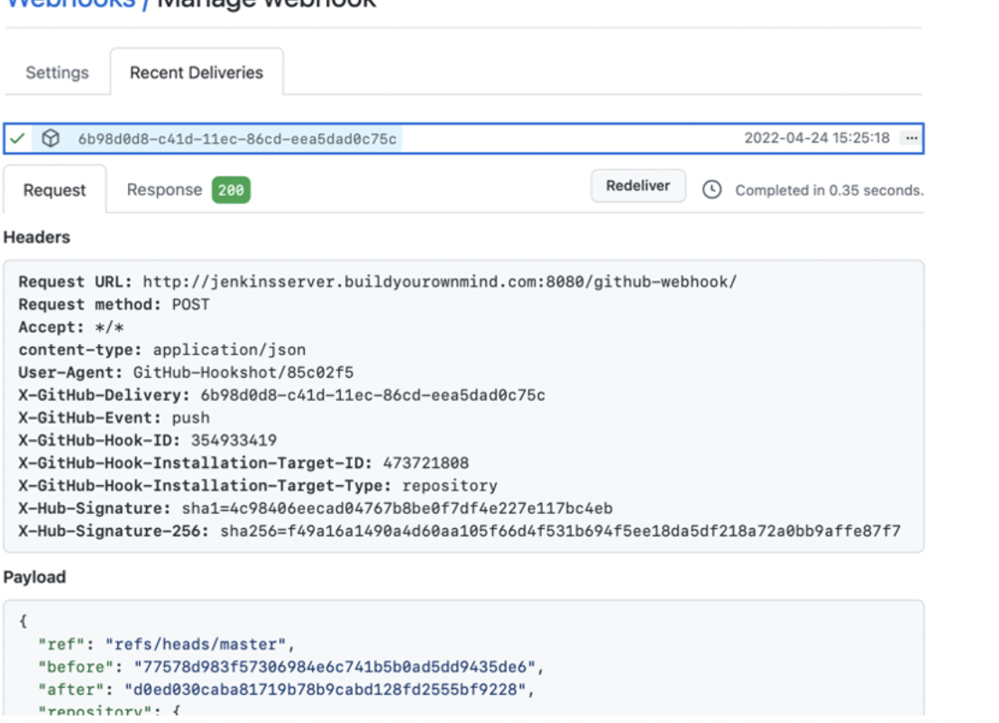 Webhooks / Manage webhook
Settings
Recent Deliveries
6b98d0d8-c41d-11ec-86cd-eea5dad0c75c
2022-04-24 15:25:18
Request
Response 200
Redeliver
Completed in 0.35 seconds.
Headers
Request URL: http://jenkinsserver.buildyourownmind.com:8080/github-webhook/
Request method: POST
Accept: */*
content-type: application/json
User-Agent: GitHub-Hookshot/85c02f5
X-GitHub-Delivery: 6b98d0d8-c41d-11ec-86cd-eea5dad0c75c
X-GitHub-Event: push
X-GitHub-Hook-ID: 354933419
X-GitHub-Hook-Installation-Target-ID: 473721808
X-GitHub-Hook-Installation-Target-Type: repository
X-Hub-Signature: sha1=4c98406eecad04767b8be0f7df4e227e117bc4eb
X-Hub-Signature-256: sha256=f49a16a1490a4d60aa105f66d4f531b694f5ee18da5df218a72a0bb9affe87f7
Payload
{
"ref": "refs/heads/master",
"before": "77578d983f57306984e6c741b5b0ad5dd9435de6",
"after": "d0ed030caba81719b78b9cabd128fd2555bf9228",
"repository": {